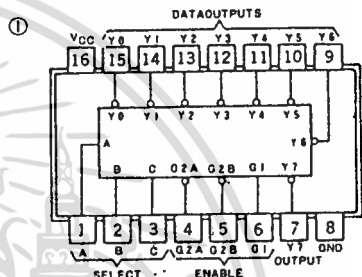 ①
DATAOUTPUTS
VCC Y0 Y1 Y2 Y3 Y4 Y5 Y6
16 15 14 13 12 11 10 9
Y0 Y1 Y2 Y3 Y4 Y5
A Y6
B C G2A G2B G1 Y7
1 2 3 4 5 6 7 8
A B C G2A G2B G1 Y7 GND
SELECT ENABLE OUTPUT